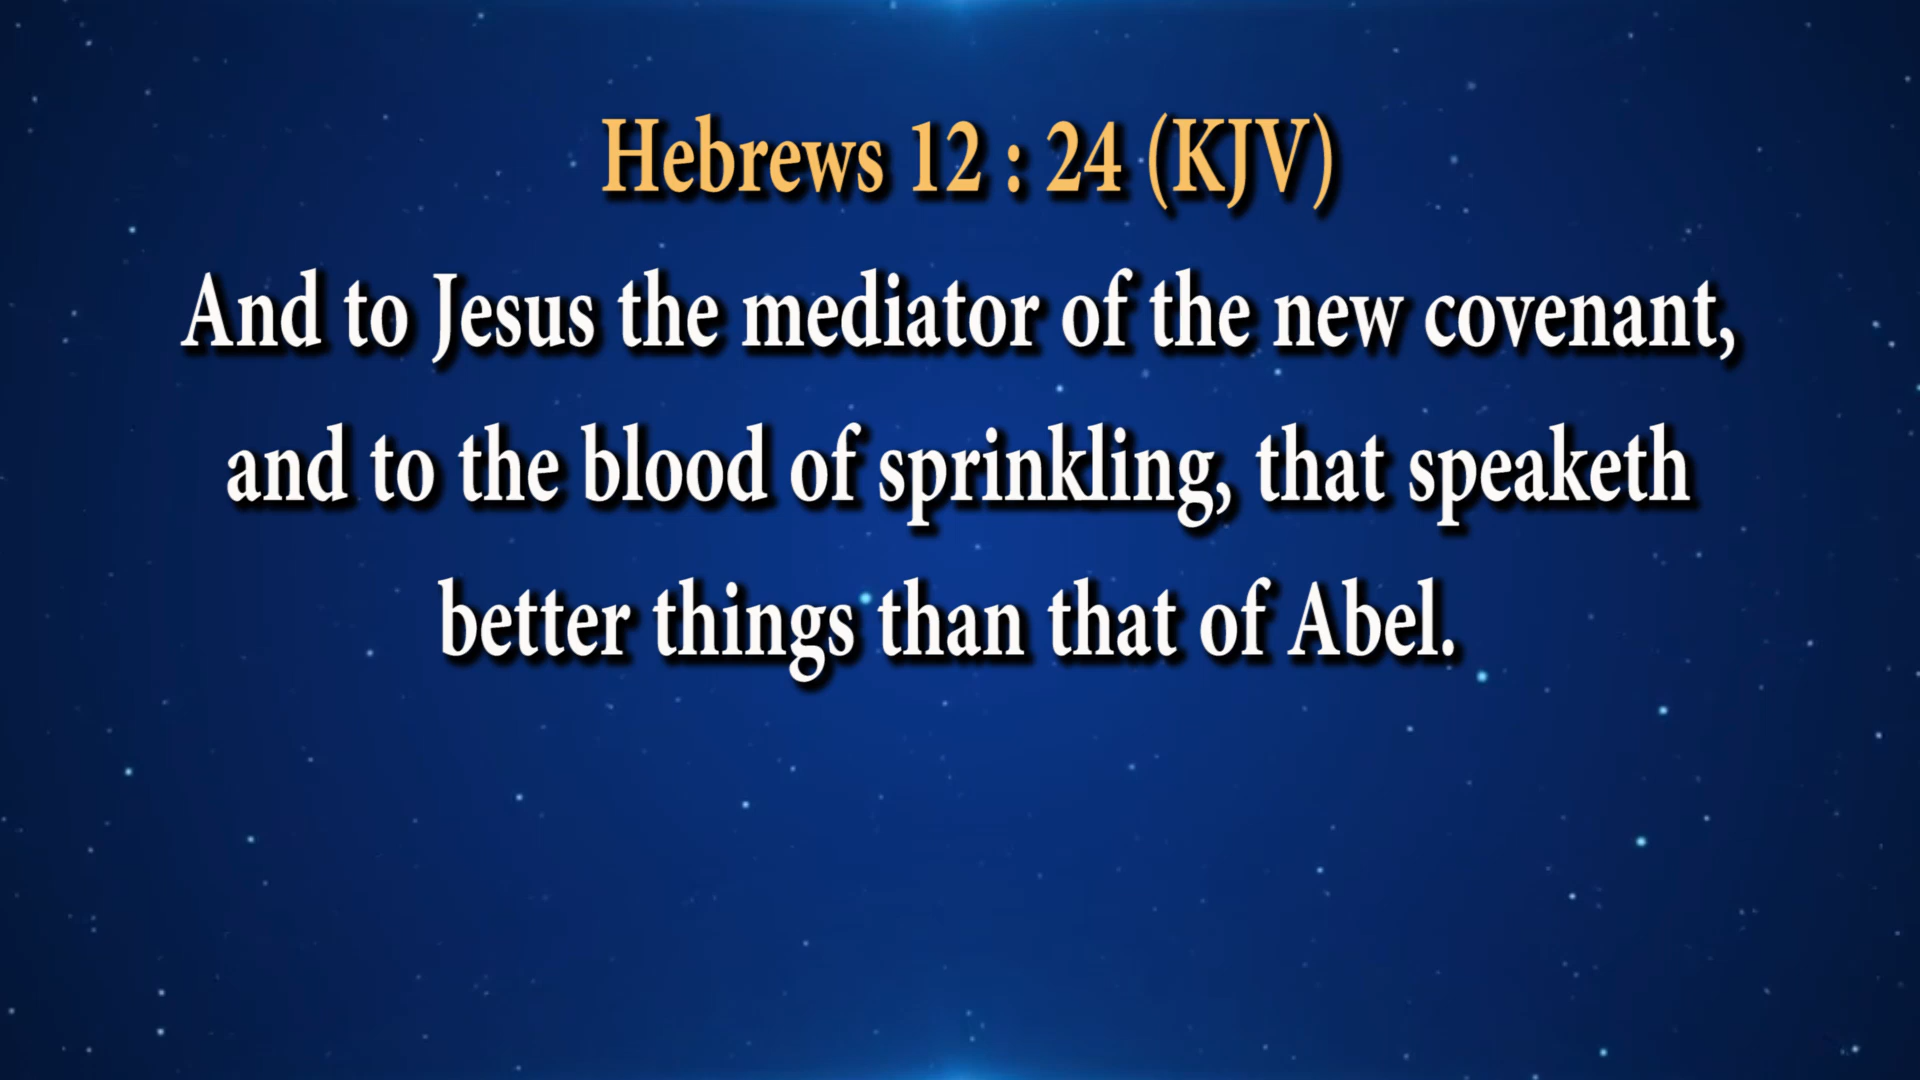 Hebrews 12 : 24 (KJV)
And to Jesus the mediator of the new covenant,
and to the blood of sprinkling, that speaketh
better things than that of Abel.